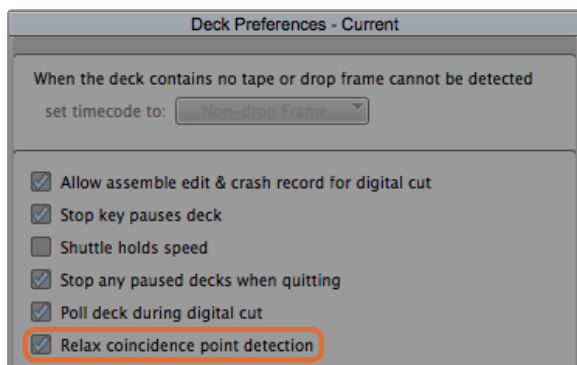 Deck Preferences - Current
When the deck contains no tape or drop frame cannot be detected
set timecode to: Non-drop Frame
Allow assemble edit & crash record for digital cut
Stop key pauses deck
Shuttle holds speed
Stop any paused decks when quitting
Poll deck during digital cut
Relax coincidence point detection